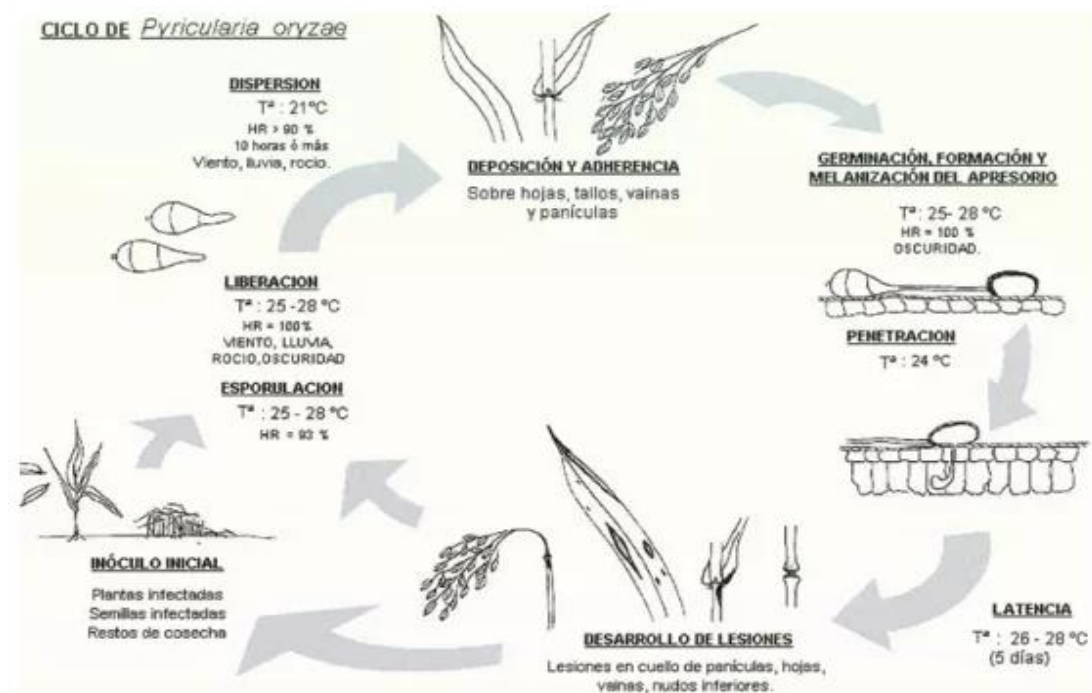 CICLO DE Pyricularia oryzae
DISPERSION
Tª : 21ºC
HR > 90 %
10 horas ó más
Viento, lluvia, rocio.
DEPOSICIÓN Y ADHERENCIA
Sobre hojas, tallos, vainas
y panículas
GERMINACIÓN, FORMACIÓN Y
MELANIZACIÓN DEL APRESORIO
Tª : 25- 28 ºC
HR = 100 %
OSCURIDAD.
PENETRACION
Tª : 24 ºC
LATENCIA
Tª : 26 - 28 ºC
(5 días)
DESARROLLO DE LESIONES
Lesiones en cuello de panículas, hojas,
vainas, nudos inferiores.
INÓCULO INICIAL
Plantas infectadas
Semillas infectadas
Restos de cosecha
LIBERACION
Tª : 25 -28 ºC
HR = 100%
VIENTO, LLUVIA,
ROCIO,OSCURIDAD
ESPORULACION
Tª : 25 - 28 ºC
HR = 93 %